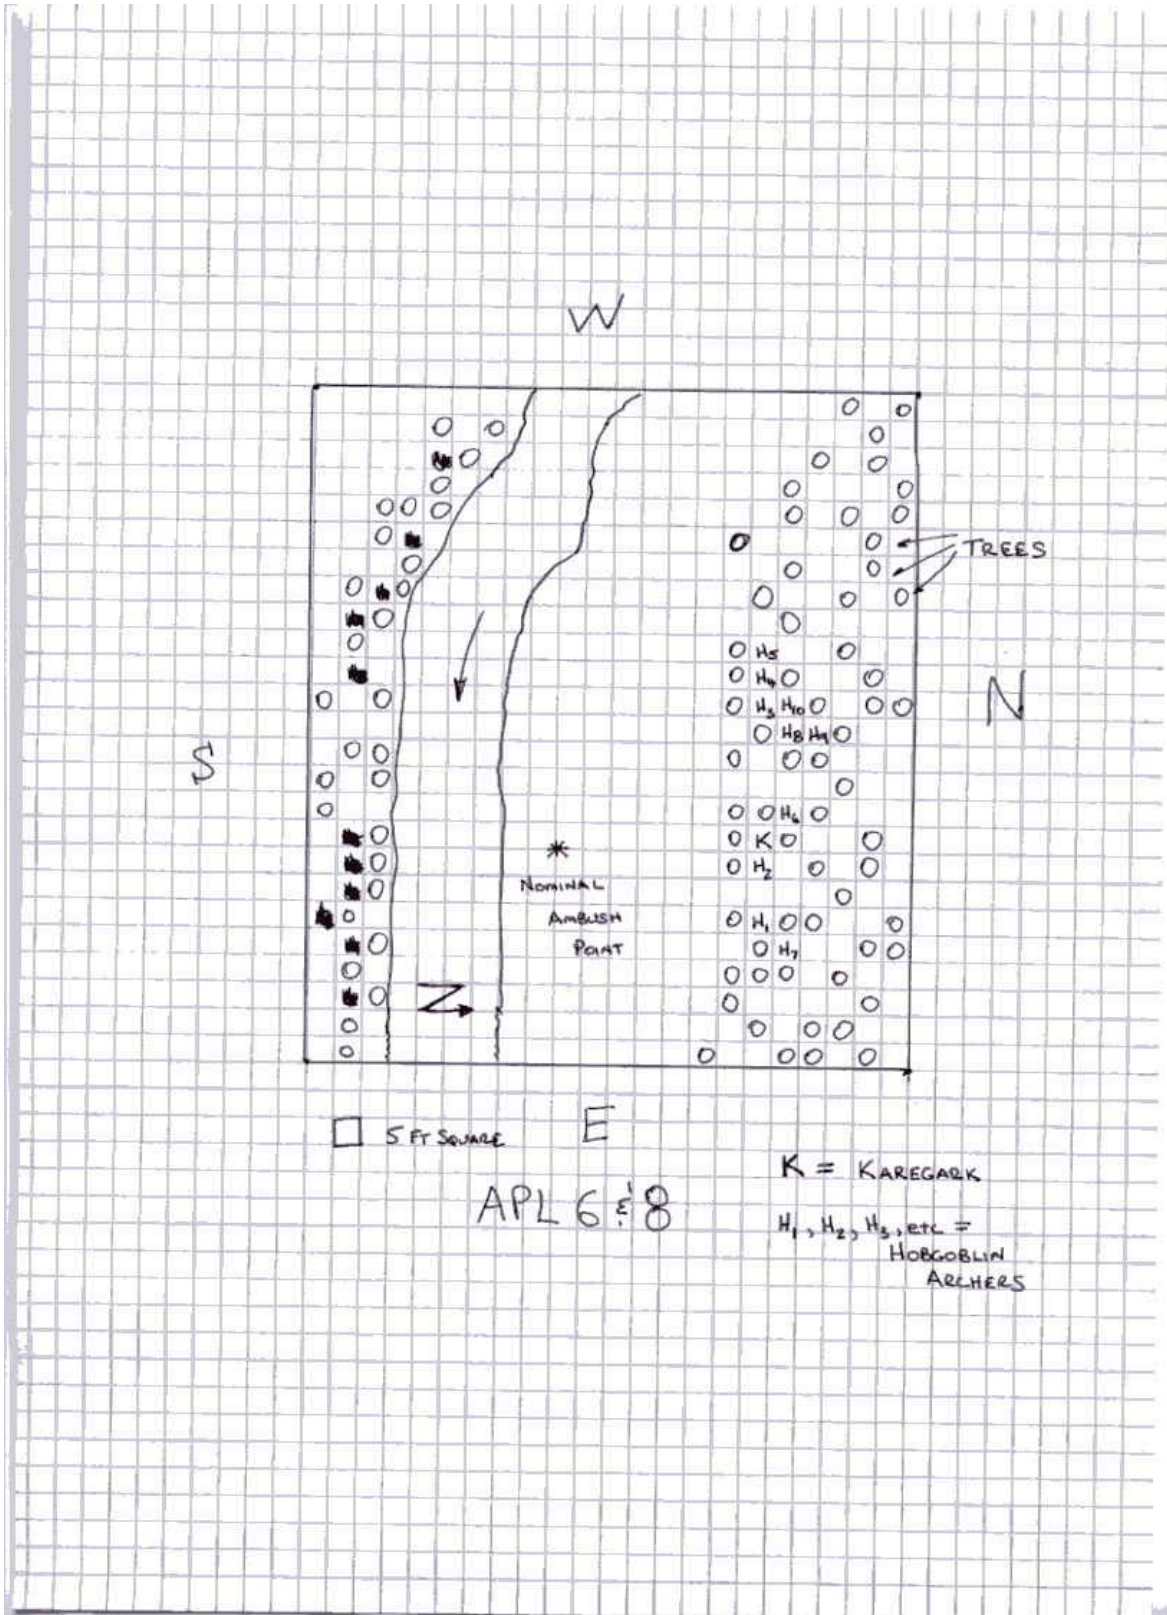 W
TREES
H5
H4
N
H3 H10
H8 H9
S
H6
K
H2
NOMINAL
AMBUSH
H1
POINT
H7
Z
5 FT SQUARE
E
K = KAREGARK
APL 6 & 8
H1, H2, H3, etc =
HOBGOBLIN
ARCHERS